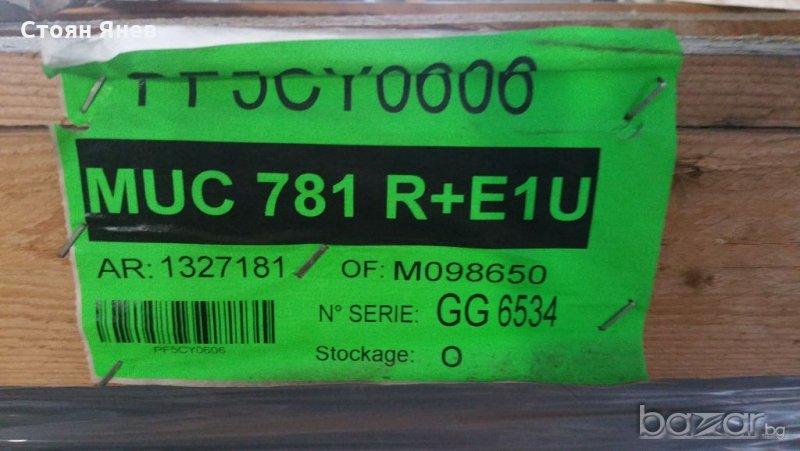 Стоян Янев
PF5CY0606
MUC 781 R+E1U
AR: 1327181 OF: M098650
N° SERIE: GG 6534
PF5CY0606
Stockage: O
bazar.bg